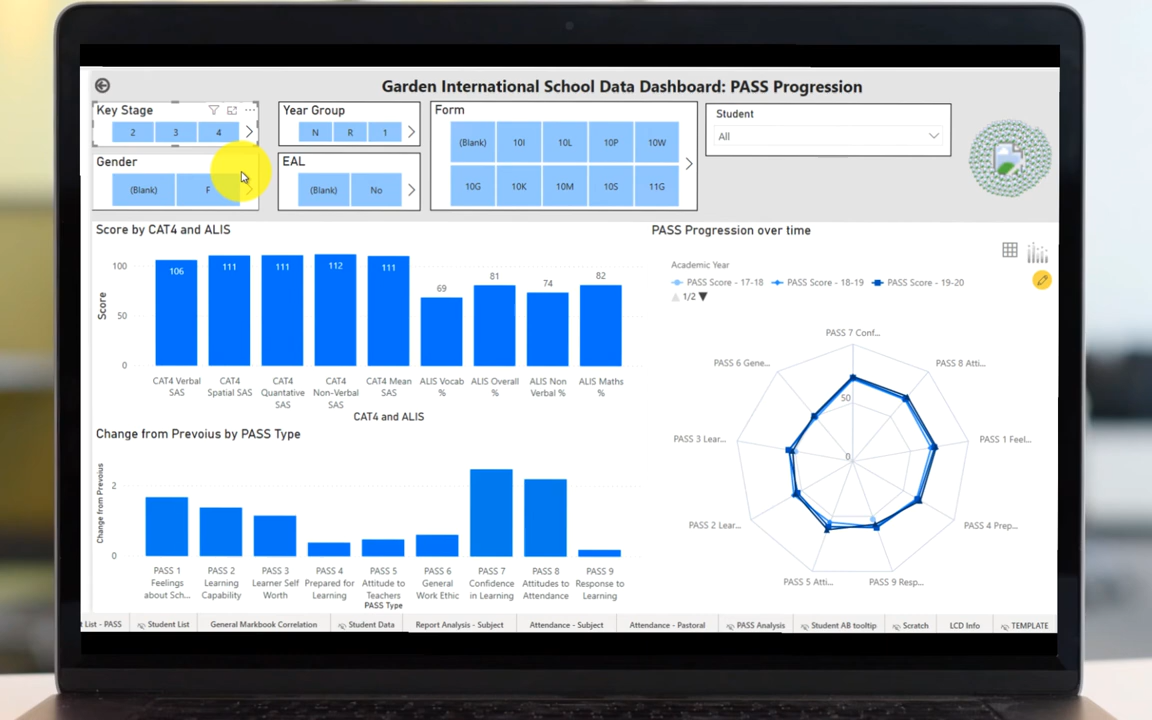 Garden International School Data Dashboard: PASS Progression
Key Stage
2 3 4
Year Group
N R 1
Form
(Blank) 10I 10L 10P 10W
10G 10K 10M 10S 11G
Student
All
Gender
(Blank) F
EAL
(Blank) No
Score by CAT4 and ALIS
Score
100
50
0
106 111 111 112 111 69 81 74 82
CAT4 Verbal SAS
CAT4 Spatial SAS
CAT4 Quantative SAS
CAT4 Non-Verbal SAS
CAT4 Mean SAS
ALIS Vocab %
ALIS Overall %
ALIS Non Verbal %
ALIS Maths %
CAT4 and ALIS
Change from Prevoius by PASS Type
Change from Prevoius
2
0
PASS 1 Feelings about Sch...
PASS 2 Learning Capability
PASS 3 Learner Self Worth
PASS 4 Prepared for Learning
PASS 5 Attitude to Teachers
PASS 6 General Work Ethic
PASS 7 Confidence in Learning
PASS 8 Attitudes to Attendance
PASS 9 Response to Learning
PASS Type
PASS Progression over time
Academic Year
PASS Score - 17-18 PASS Score - 18-19 PASS Score - 19-20
1/2
PASS 7 Conf...
PASS 6 Gene...
PASS 8 Atti...
50
PASS 3 Lear...
PASS 1 Feel...
0
PASS 2 Lear...
PASS 4 Prep...
PASS 5 Atti...
PASS 9 Resp...
t List - PASS Student List General Markbook Correlation Student Data Report Analysis - Subject Attendance - Subject Attendance - Pastoral PASS Analysis Student AB tooltip Scratch LCD Info TEMPLATE